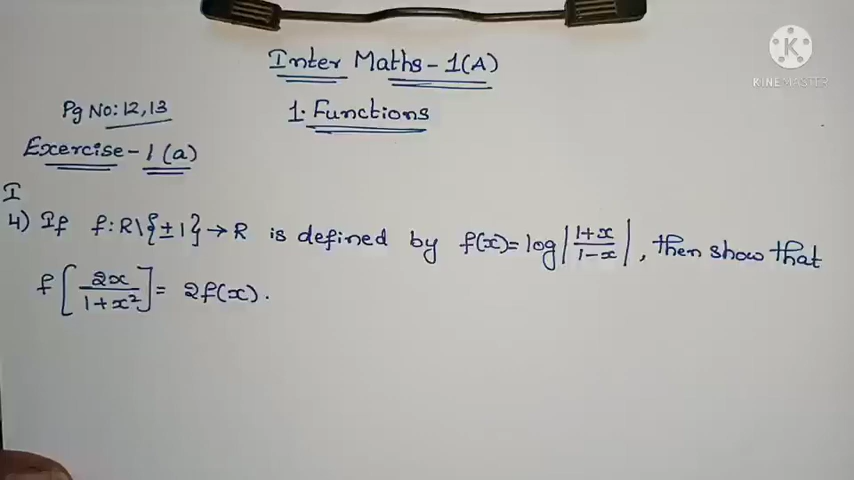 Inter Maths - 1(A)
K
KINEMASTER
Pg No: 12, 13
1. Functions
Excercise - 1(a)
I
4) If f: R\{±1} → R is defined by f(x) = log|(1+x)/(1-x)|, then show that
f[2x/(1+x²)] = 2f(x).